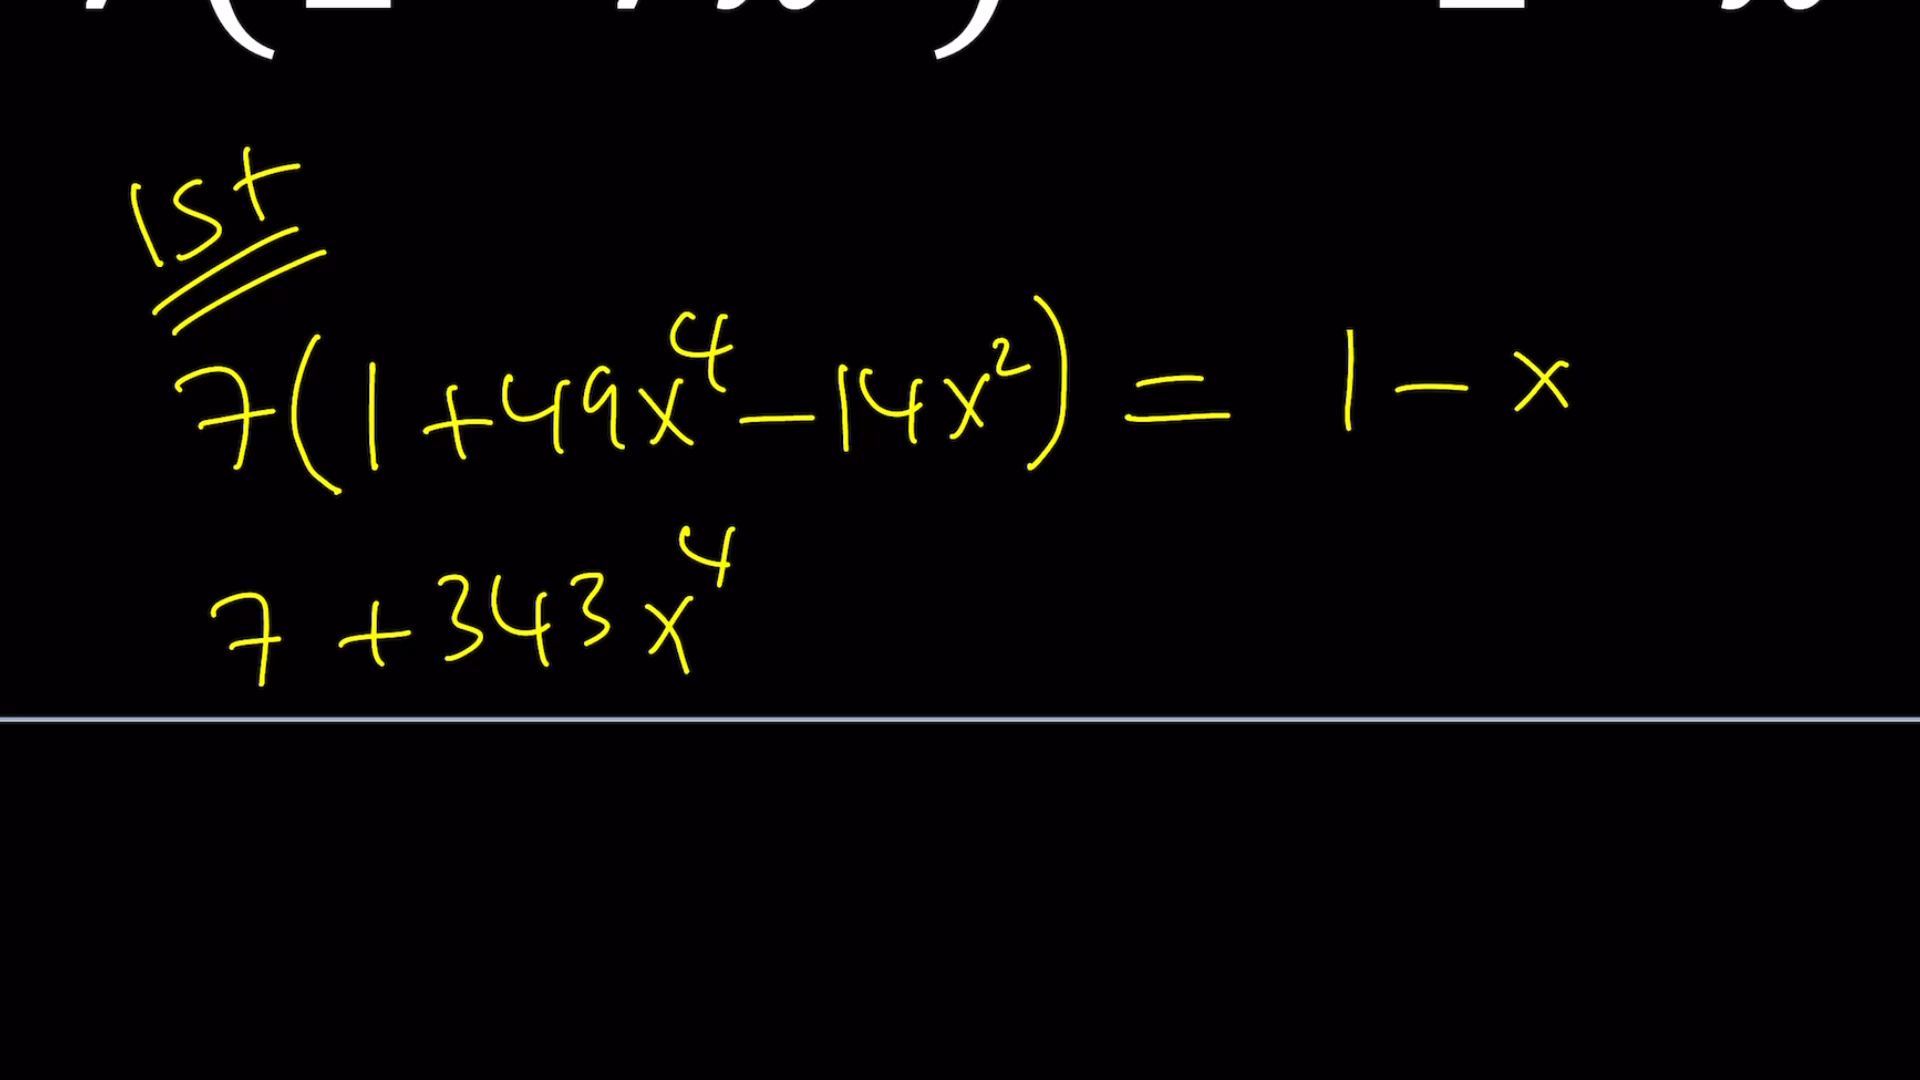 1st
7(1+49x⁴-14x²) = 1-x
7+343x⁴